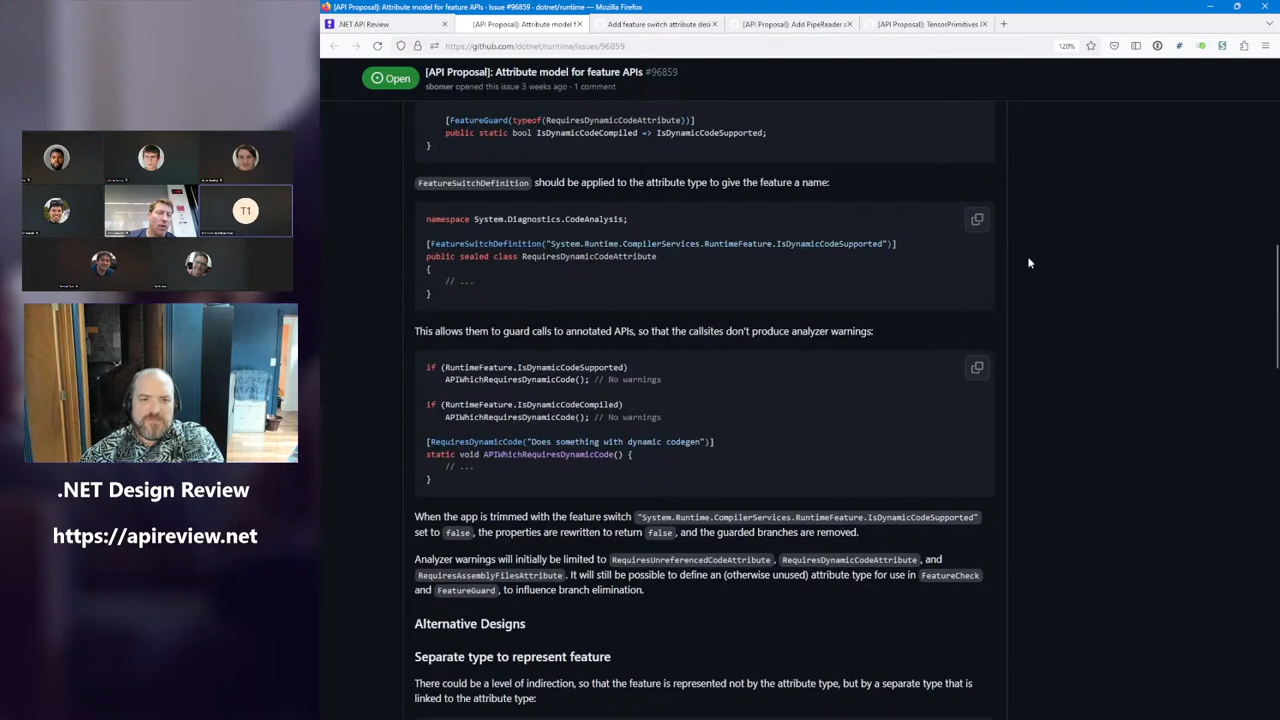 [API Proposal]: Attribute model for feature APIs · Issue #96859 · dotnet/runtime — Mozilla Firefox
.NET API Review
[API Proposal]: Attribute model f
Add feature switch attribute desi
[API Proposal]: Add PipeReader a
[API Proposal]: TensorPrimitives I
https://github.com/dotnet/runtime/issues/96859
120%
Open
[API Proposal]: Attribute model for feature APIs #96859
sbomer opened this issue 3 weeks ago · 1 comment
[FeatureGuard(typeof(RequiresDynamicCodeAttribute))]
public static bool IsDynamicCodeCompiled => IsDynamicCodeSupported;
}
FeatureSwitchDefinition should be applied to the attribute type to give the feature a name:
namespace System.Diagnostics.CodeAnalysis;
[FeatureSwitchDefinition("System.Runtime.CompilerServices.RuntimeFeature.IsDynamicCodeSupported")]
public sealed class RequiresDynamicCodeAttribute
{
// ...
}
This allows them to guard calls to annotated APIs, so that the callsites don't produce analyzer warnings:
if (RuntimeFeature.IsDynamicCodeSupported)
APIWhichRequiresDynamicCode(); // No warnings
if (RuntimeFeature.IsDynamicCodeCompiled)
APIWhichRequiresDynamicCode(); // No warnings
[RequiresDynamicCode("Does something with dynamic codegen")]
static void APIWhichRequiresDynamicCode() {
// ...
}
When the app is trimmed with the feature switch "System.Runtime.CompilerServices.RuntimeFeature.IsDynamicCodeSupported"
set to false, the properties are rewritten to return false, and the guarded branches are removed.
Analyzer warnings will initially be limited to RequiresUnreferencedCodeAttribute, RequiresDynamicCodeAttribute, and
RequiresAssemblyFilesAttribute. It will still be possible to define an (otherwise unused) attribute type for use in FeatureCheck
and FeatureGuard, to influence branch elimination.
Alternative Designs
Separate type to represent feature
There could be a level of indirection, so that the feature is represented not by the attribute type, but by a separate type that is
linked to the attribute type:
T1
.NET Design Review
https://apireview.net